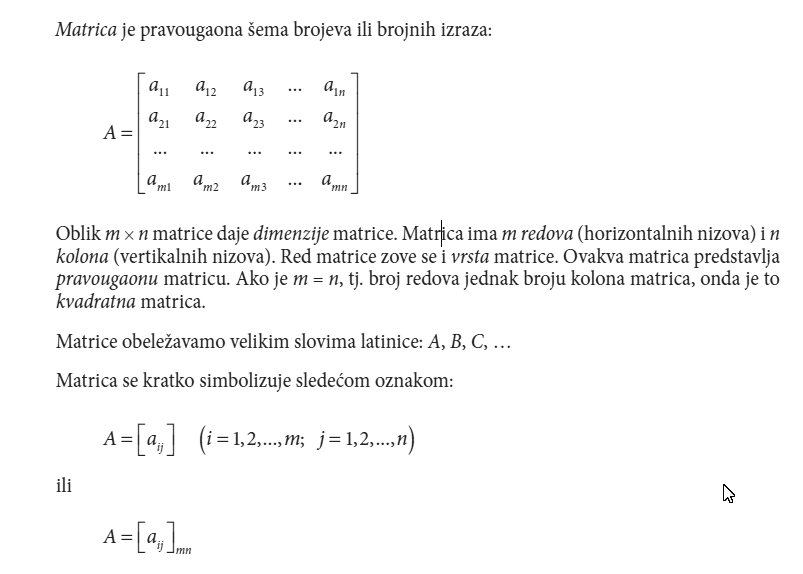 Matrica je pravougaona šema brojeva ili brojnih izraza:
a11 a12 a13 ... a1n
a21 a22 a23 ... a2n
A =
... ... ... ... ...
am1 am2 am3 ... amn
Oblik m × n matrice daje dimenzije matrice. Matrica ima m redova (horizontalnih nizova) i n
kolona (vertikalnih nizova). Red matrice zove se i vrsta matrice. Ovakva matrica predstavlja
pravougaonu matricu. Ako je m = n, tj. broj redova jednak broju kolona matrica, onda je to
kvadratna matrica.
Matrice obeležavamo velikim slovima latinice: A, B, C, …
Matrica se kratko simbolizuje sledećom oznakom:
A = [aij] (i = 1,2,...,m; j = 1,2,...,n)
ili
A = [aij]mn